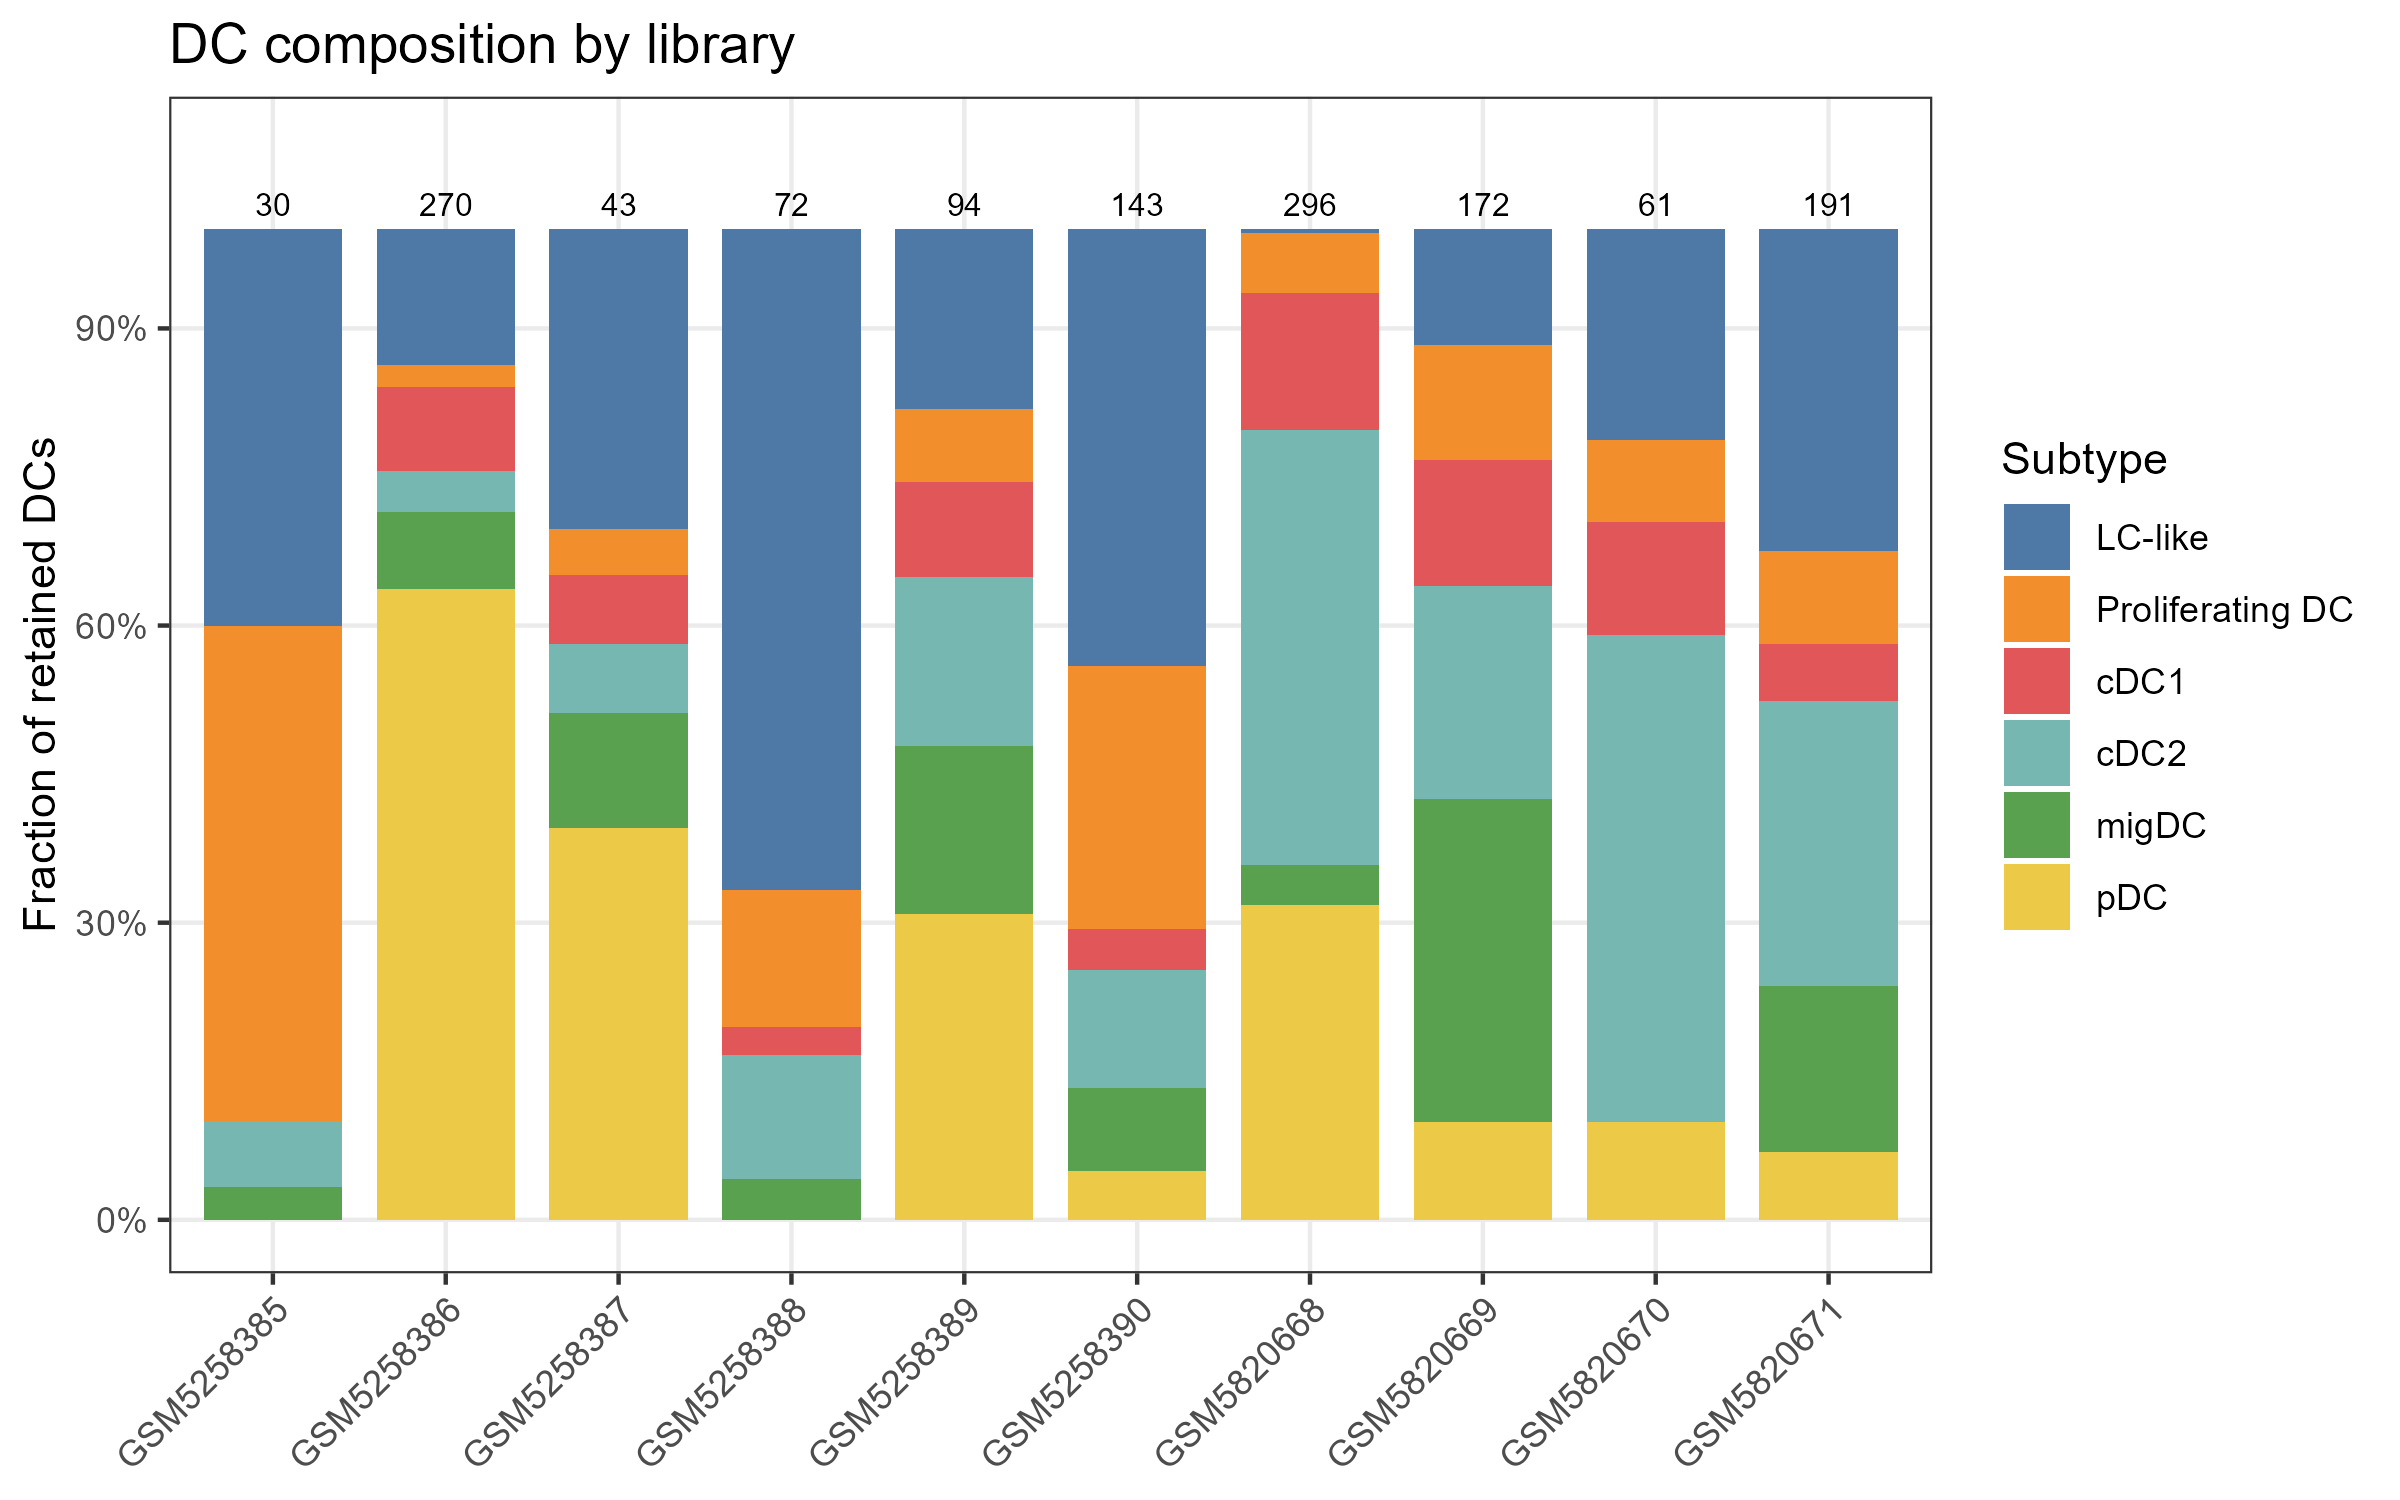 DC composition by library
30 270 43 72 94 143 296 172 61 191
90%
60%
30%
0%
Fraction of retained DCs
GSM5258385
GSM5258386
GSM5258387
GSM5258388
GSM5258389
GSM5258390
GSM5820668
GSM5820669
GSM5820670
GSM5820671
Subtype
LC-like
Proliferating DC
cDC1
cDC2
migDC
pDC